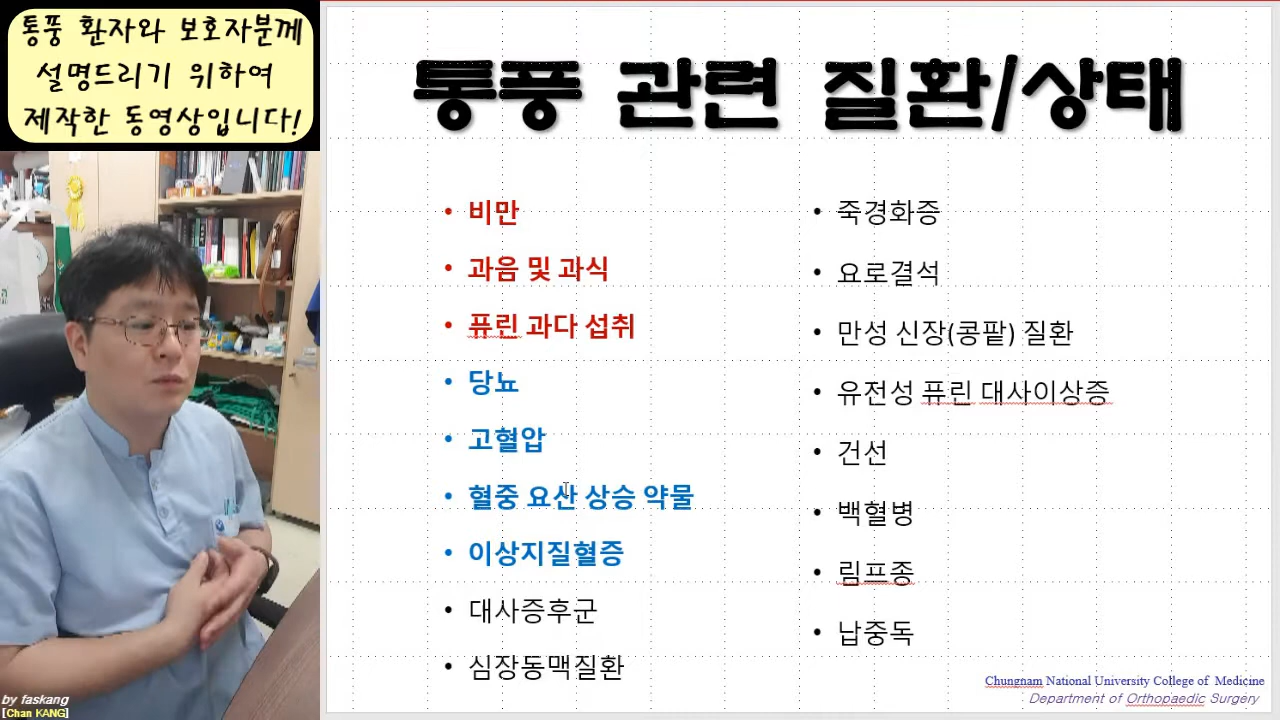 통풍 환자와 보호자분께
설명드리기 위하여
제작한 동영상입니다!
통풍 관련 질환/상태
• 비만
• 과음 및 과식
• 퓨린 과다 섭취
• 당뇨
• 고혈압
• 혈중 요산 상승 약물
• 이상지질혈증
• 대사증후군
• 심장동맥질환
• 죽경화증
• 요로결석
• 만성 신장(콩팥) 질환
• 유전성 퓨린 대사이상증
• 건선
• 백혈병
• 림프종
• 납중독
Chungnam National University College of Medicine
Department of Orthopaedic Surgery
by faskang
[Chan KANG]